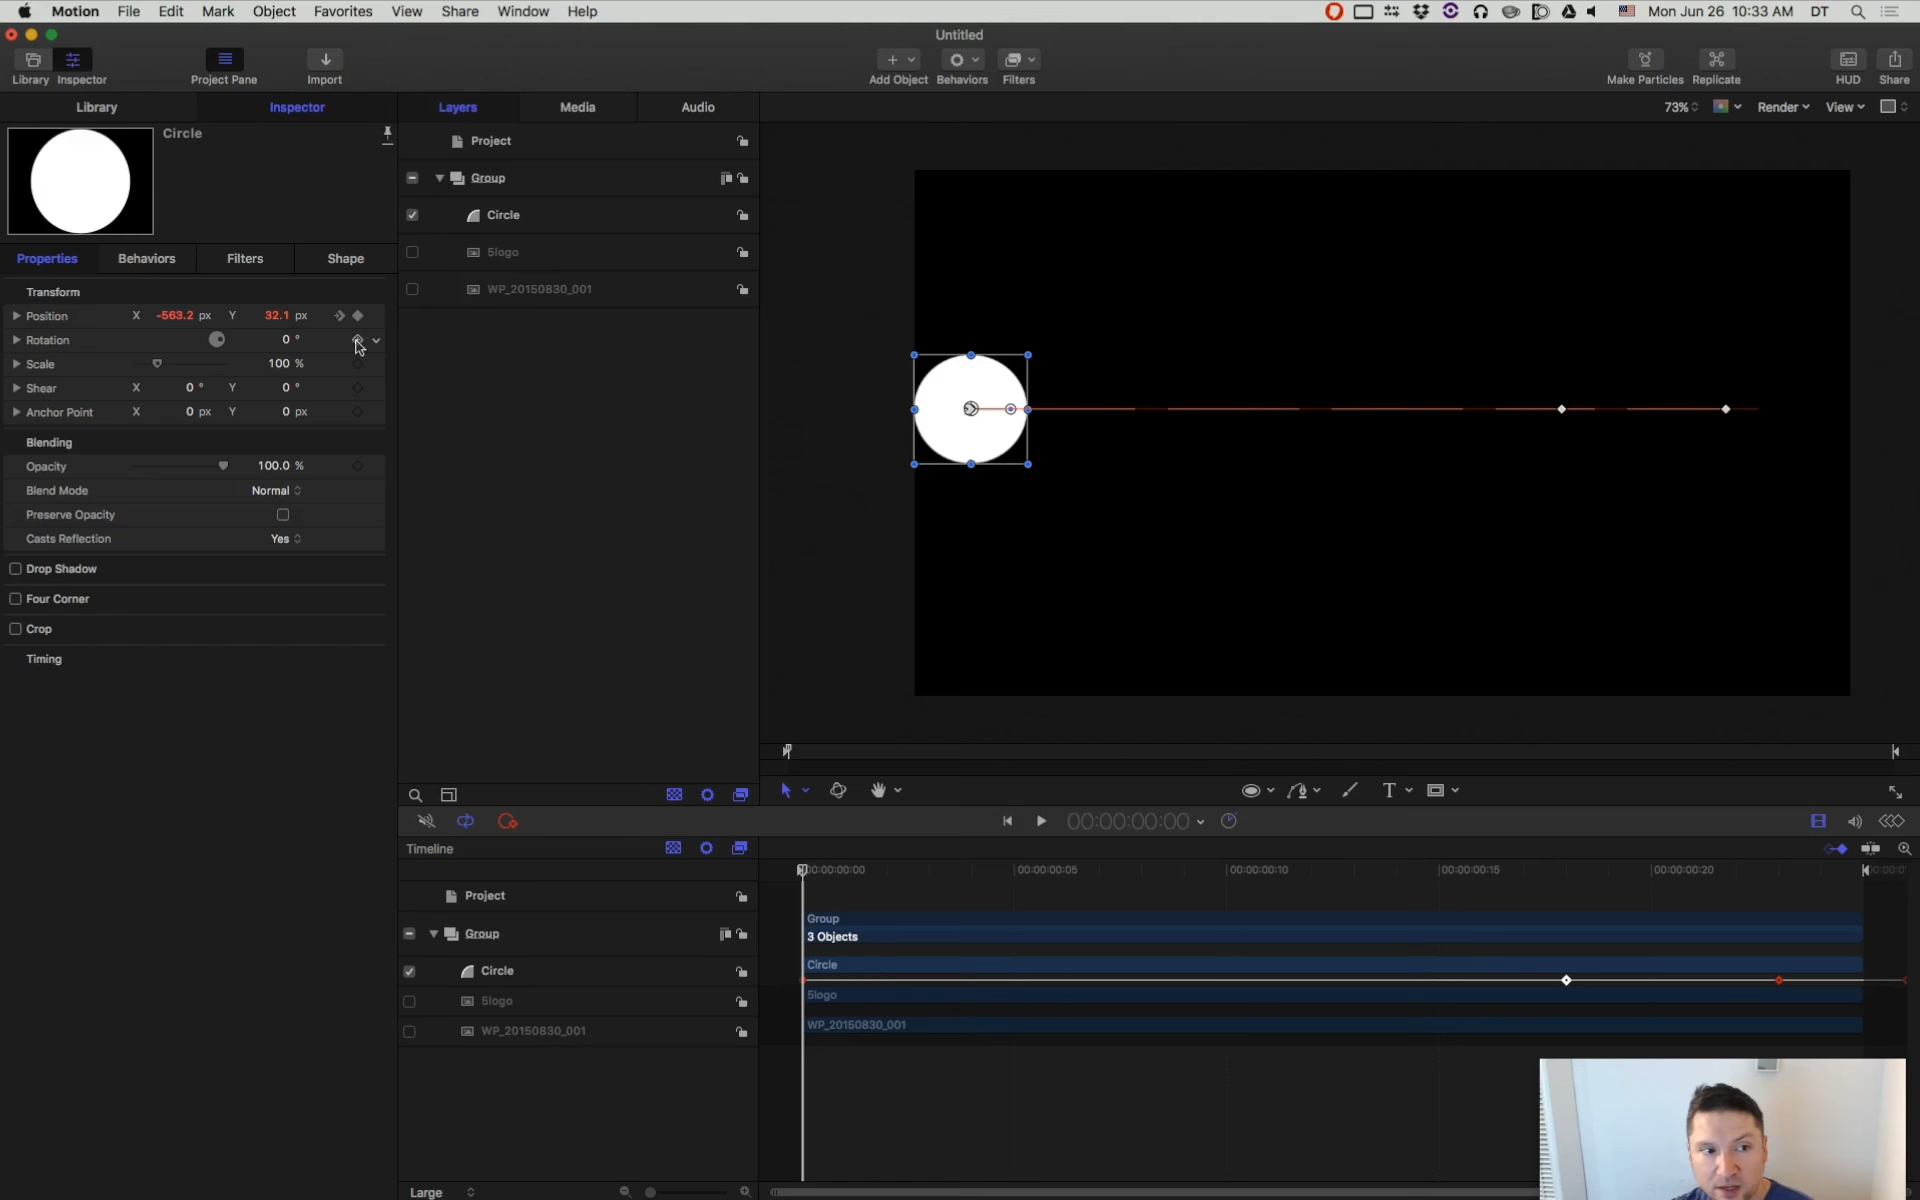 Motion File Edit Mark Object Favorites View Share Window Help Mon Jun 26 10:33 AM DT
Untitled
Library Inspector Project Pane Import Add Object Behaviors Filters Make Particles Replicate HUD Share
Library Inspector Layers Media Audio 73% Render View
Circle
Project
Group
Circle
5logo
WP_20150830_001
Properties Behaviors Filters Shape
Transform
Position X -563.2 px Y 32.1 px
Rotation 0 °
Scale 100 %
Shear X 0 ° Y 0 °
Anchor Point X 0 px Y 0 px
Blending
Opacity 100.0 %
Blend Mode Normal
Preserve Opacity
Casts Reflection Yes
Drop Shadow
Four Corner
Crop
Timing
T
00:00:00:00
Timeline
00:00:00:00 00:00:00:05 00:00:00:10 00:00:00:15 00:00:00:20
Project
Group
Circle
5logo
WP_20150830_001
Group
3 Objects
Circle
5logo
WP_20150830_001
Large